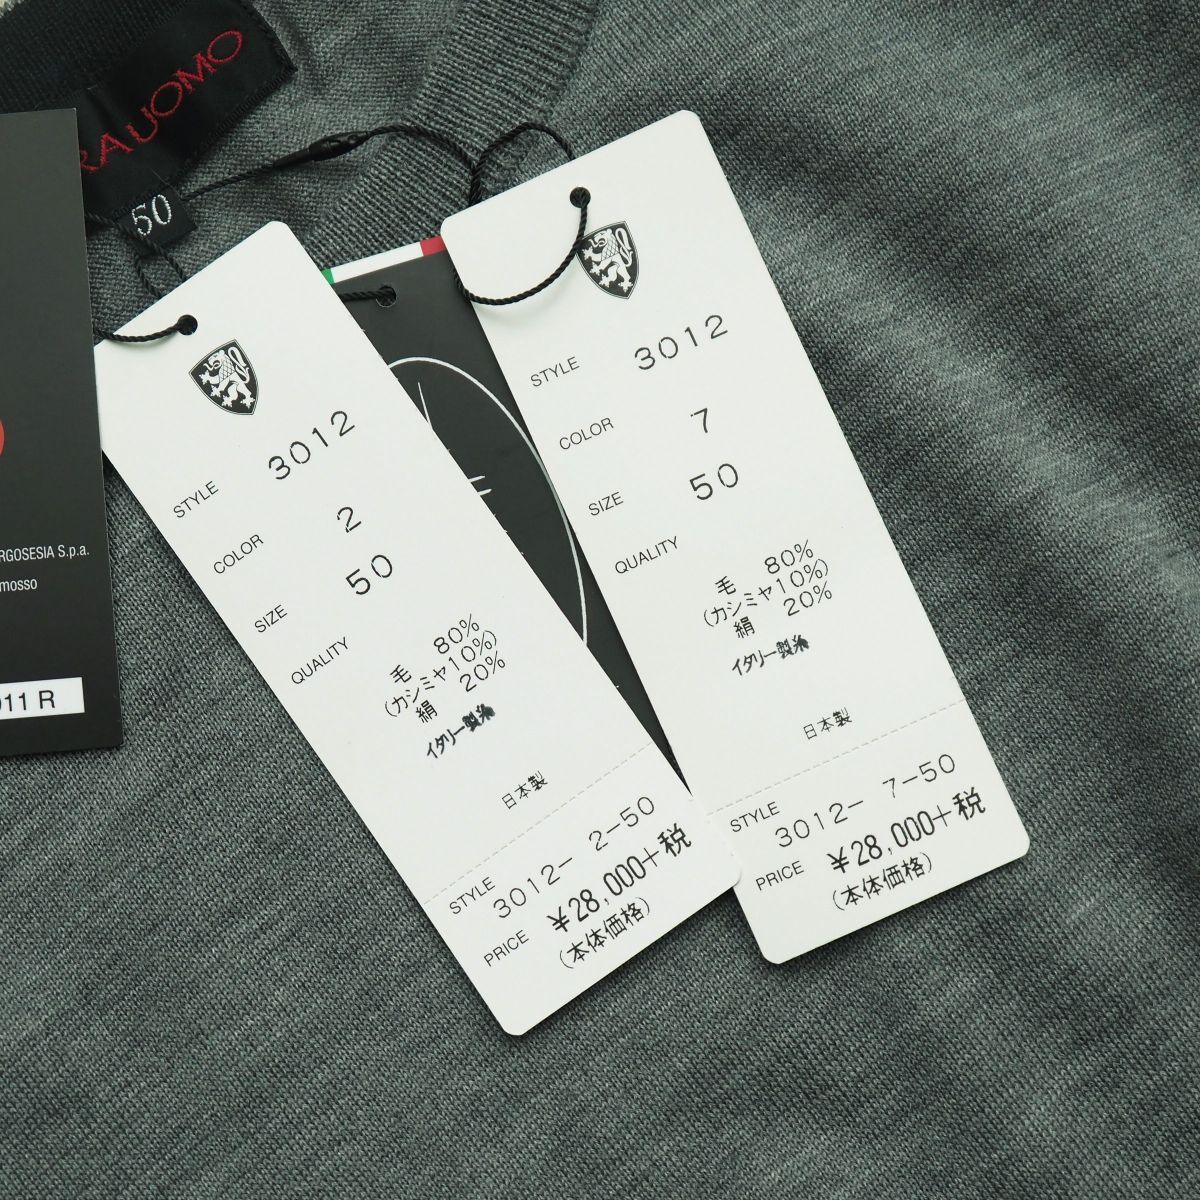 RAUOMO
50
RGOSESIA S.p.a.
mosso
911 R
STYLE 3012
COLOR 2
SIZE 50
QUALITY
毛 80%
(カシミヤ10%)
絹 20%
イタリー製糸
日本製
STYLE 3012- 2-50
PRICE ¥28,000+税
(本体価格)
STYLE 3012
COLOR 7
SIZE 50
QUALITY
毛 80%
(カシミヤ10%)
絹 20%
イタリー製糸
日本製
STYLE 3012- 7-50
PRICE ¥28,000+税
(本体価格)